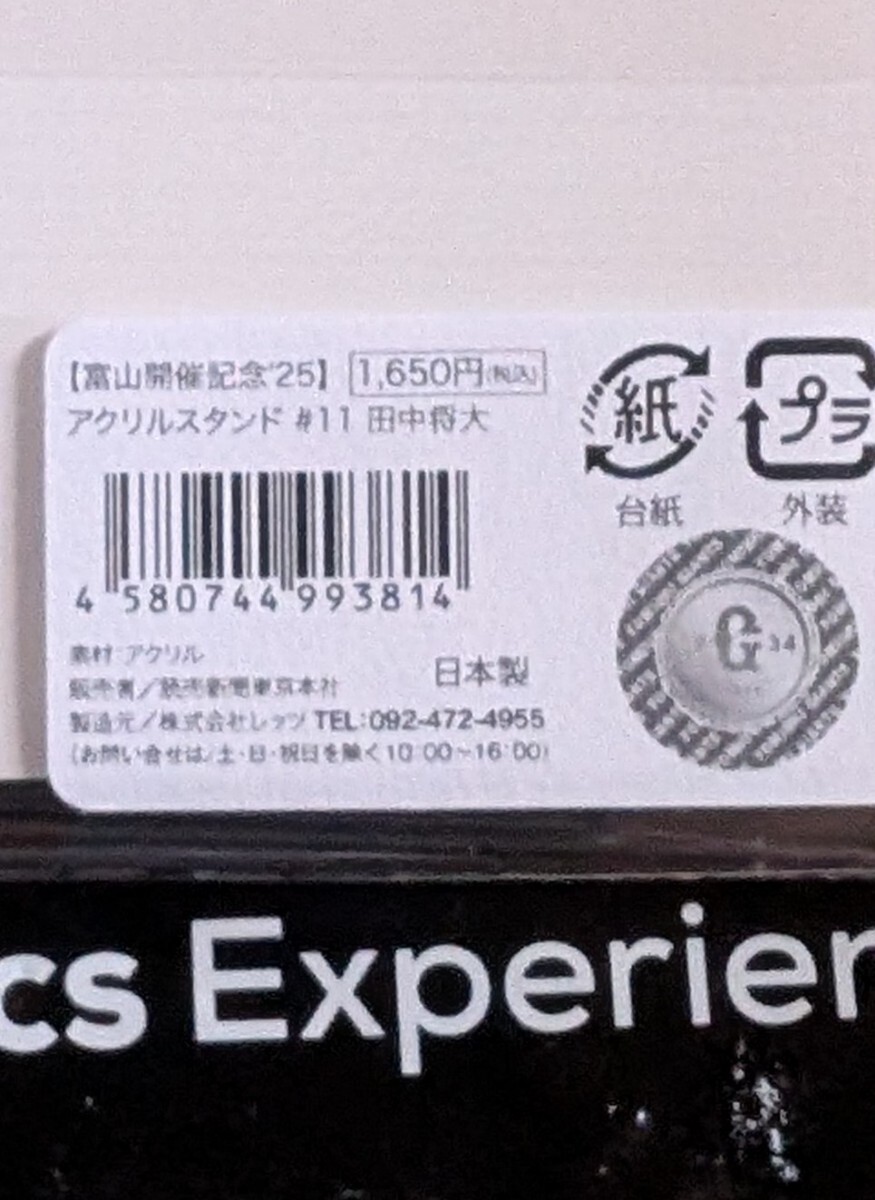 【富山開催記念'25】 1,650円(税込)
アクリルスタンド #11 田中将大
4 580744 993814
素材/アクリル
日本製
販売者/読売新聞東京本社
製造元/株式会社レッツ TEL:092-472-4955
(お問い合せは/土・日・祝日を除く10:00~16:00)
紙
台紙
プラ
外装
G
34
cs Experien